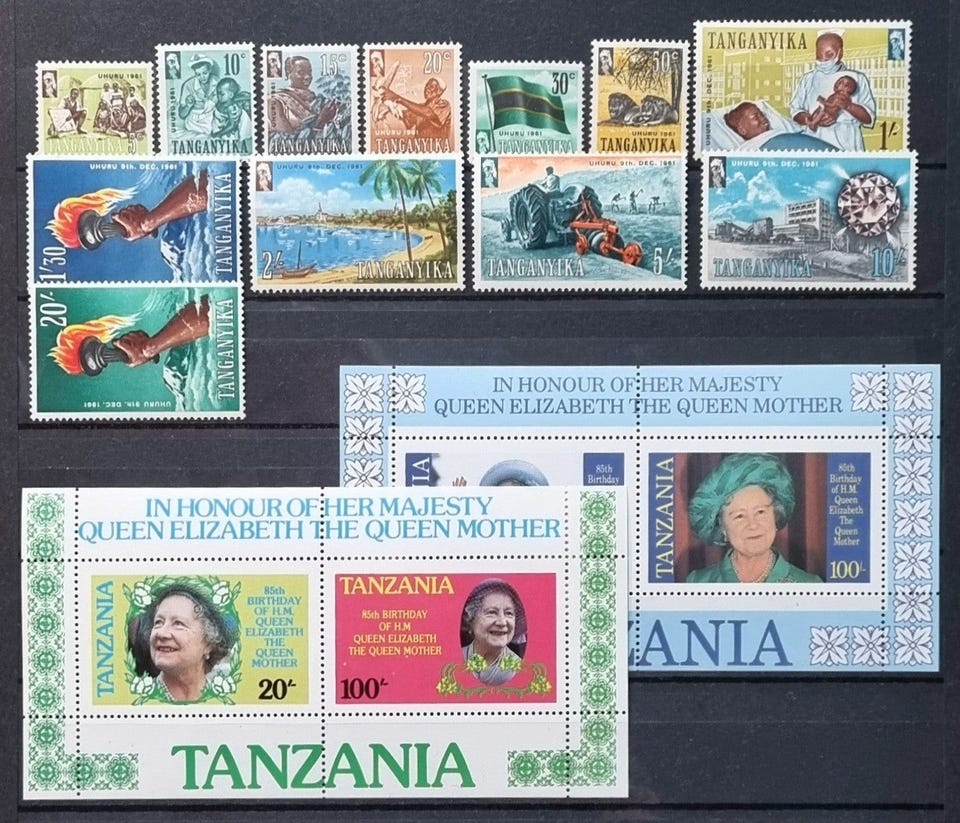 UHURU 1961
TANGANYIKA 5
10c
UHURU 1961
TANGANYIKA
15c
UHURU 1961
TANGANYIKA
20c
UHURU 1961
TANGANYIKA
30c
UHURU 1961
TANGANYIKA
50c
UHURU 1961
TANGANYIKA
TANGANYIKA
UHURU 9th DEC. 1961
1/-
UHURU 9th. DEC. 1961
1/30
TANGANYIKA
UHURU 9th. DEC. 1961
2/-
TANGANYIKA
UHURU 9th. DEC. 1961
TANGANYIKA
5/-
UHURU 9th. DEC. 1961
TANGANYIKA
10/-
20/-
TANGANYIKA
UHURU 9th. DEC. 1961
IN HONOUR OF HER MAJESTY
QUEEN ELIZABETH THE QUEEN MOTHER
85th
Birthday
TANZANIA
85th
Birthday
of H.M.
Queen
Elizabeth
The
Queen
Mother
100/-
IN HONOUR OF HER MAJESTY
QUEEN ELIZABETH THE QUEEN MOTHER
TANZANIA
85th
BIRTHDAY
OF H.M.
QUEEN
ELIZABETH
THE
QUEEN
MOTHER
20/-
TANZANIA
85th BIRTHDAY
OF H.M
QUEEN ELIZABETH
THE QUEEN MOTHER
100/-
TANZANIA